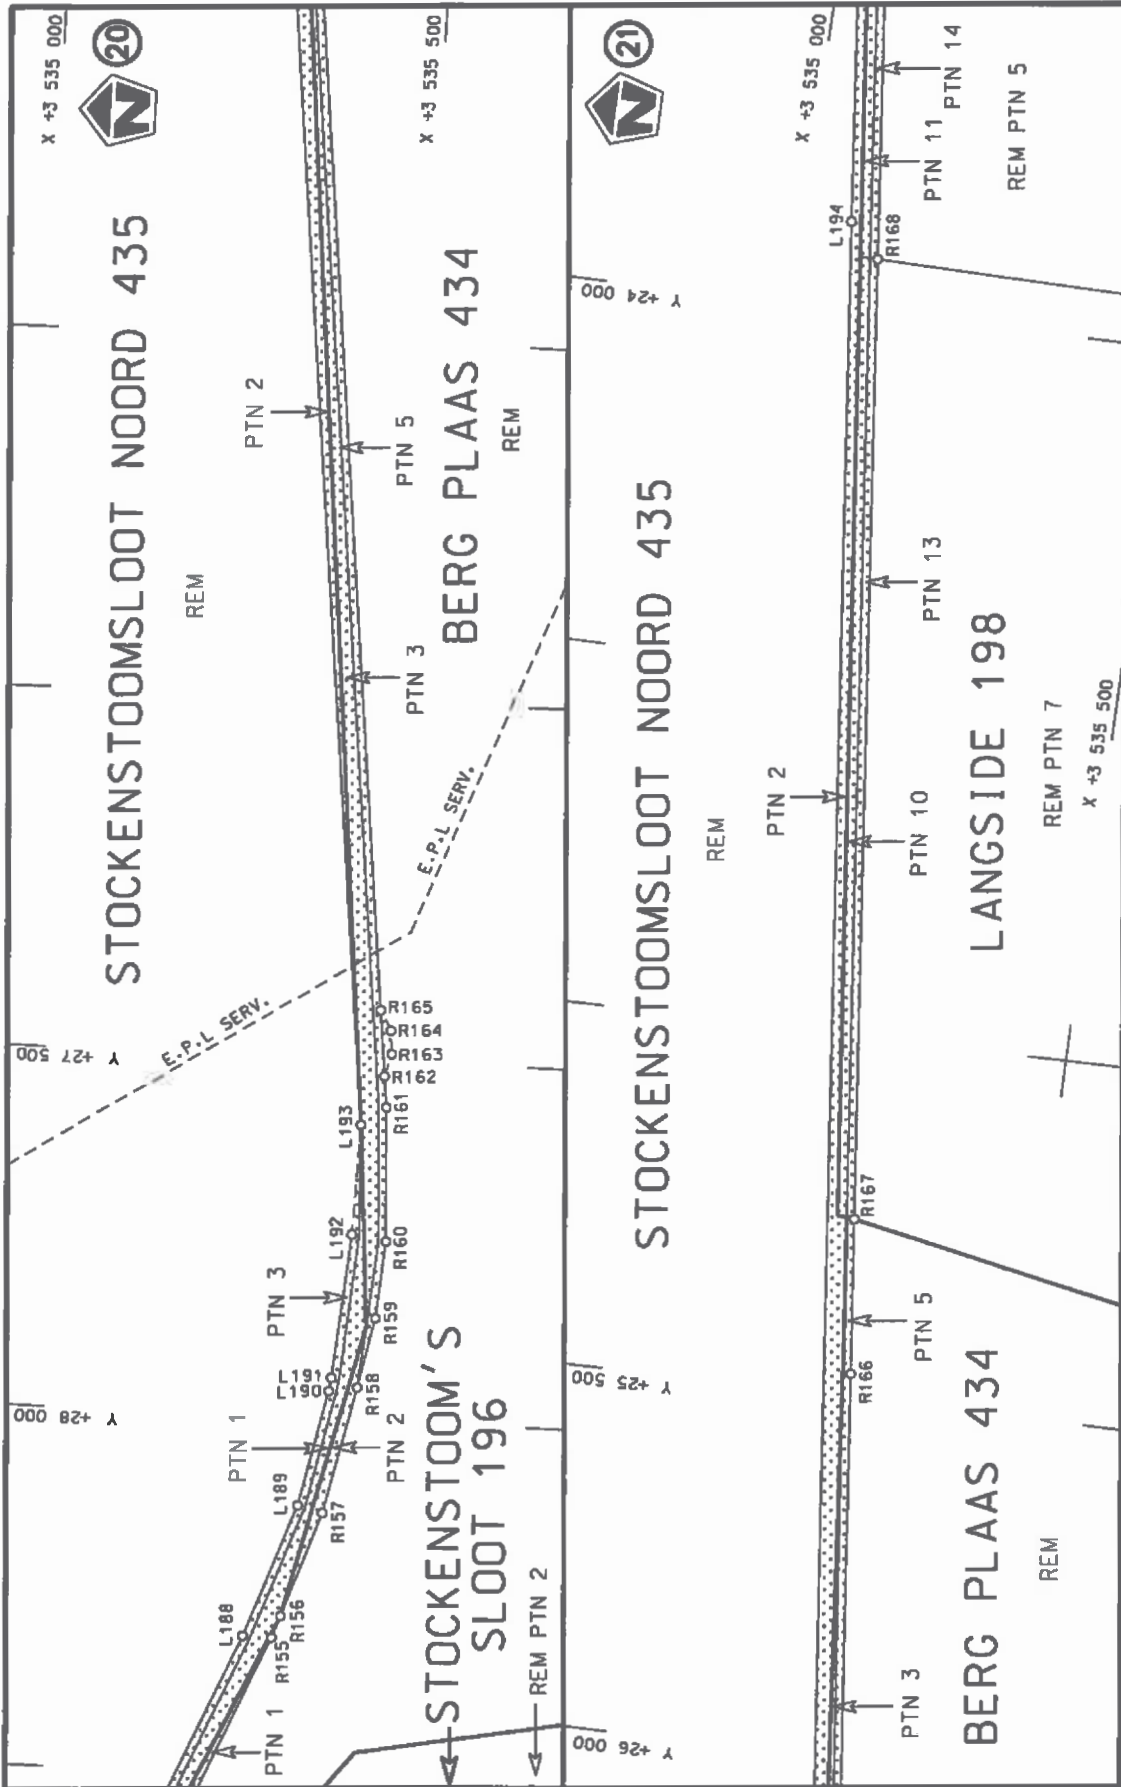 20
N
X +3 535 000
X +3 535 500
STOCKENSTOOMSLOOT NOORD 435
REM
PTN 2
PTN 5
BERG PLAAS 434
REM
PTN 3
E.P.L SERV.
E.P.L SERV.
Y +27 500
R165
R164
R163
R162
R161
L193
L192
R160
PTN 3
R159
L191
L190
R158
Y +28 000
PTN 1
PTN 2
L189
R157
L188
R156
R155
PTN 1
STOCKENSTOOM'S
SLOOT 196
REM PTN 2
21
N
X +3 535 000
PTN 14
PTN 11
REM PTN 5
L194
R168
Y +24 000
STOCKENSTOOMSLOOT NOORD 435
REM
PTN 13
PTN 2
PTN 10
LANGSIDE 198
REM PTN 7
X +3 535 500
R167
PTN 5
R166
Y +25 500
BERG PLAAS 434
REM
PTN 3
Y +26 000